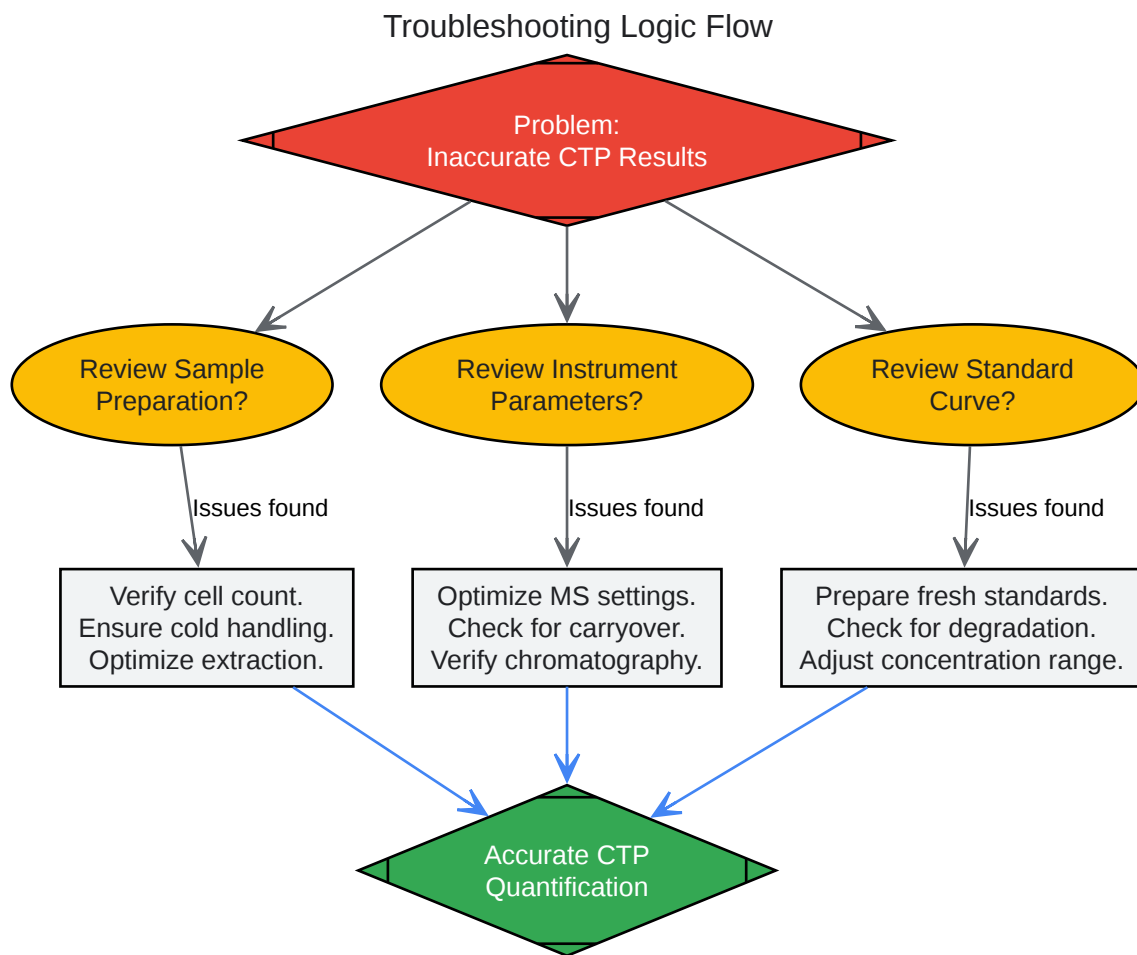 Troubleshooting Logic Flow
Problem:
Inaccurate CTP Results
Review Sample
Preparation?
Review Instrument
Parameters?
Review Standard
Curve?
Issues found
Issues found
Issues found
Verify cell count.
Ensure cold handling.
Optimize extraction.
Optimize MS settings.
Check for carryover.
Verify chromatography.
Prepare fresh standards.
Check for degradation.
Adjust concentration range.
Accurate CTP
Quantification